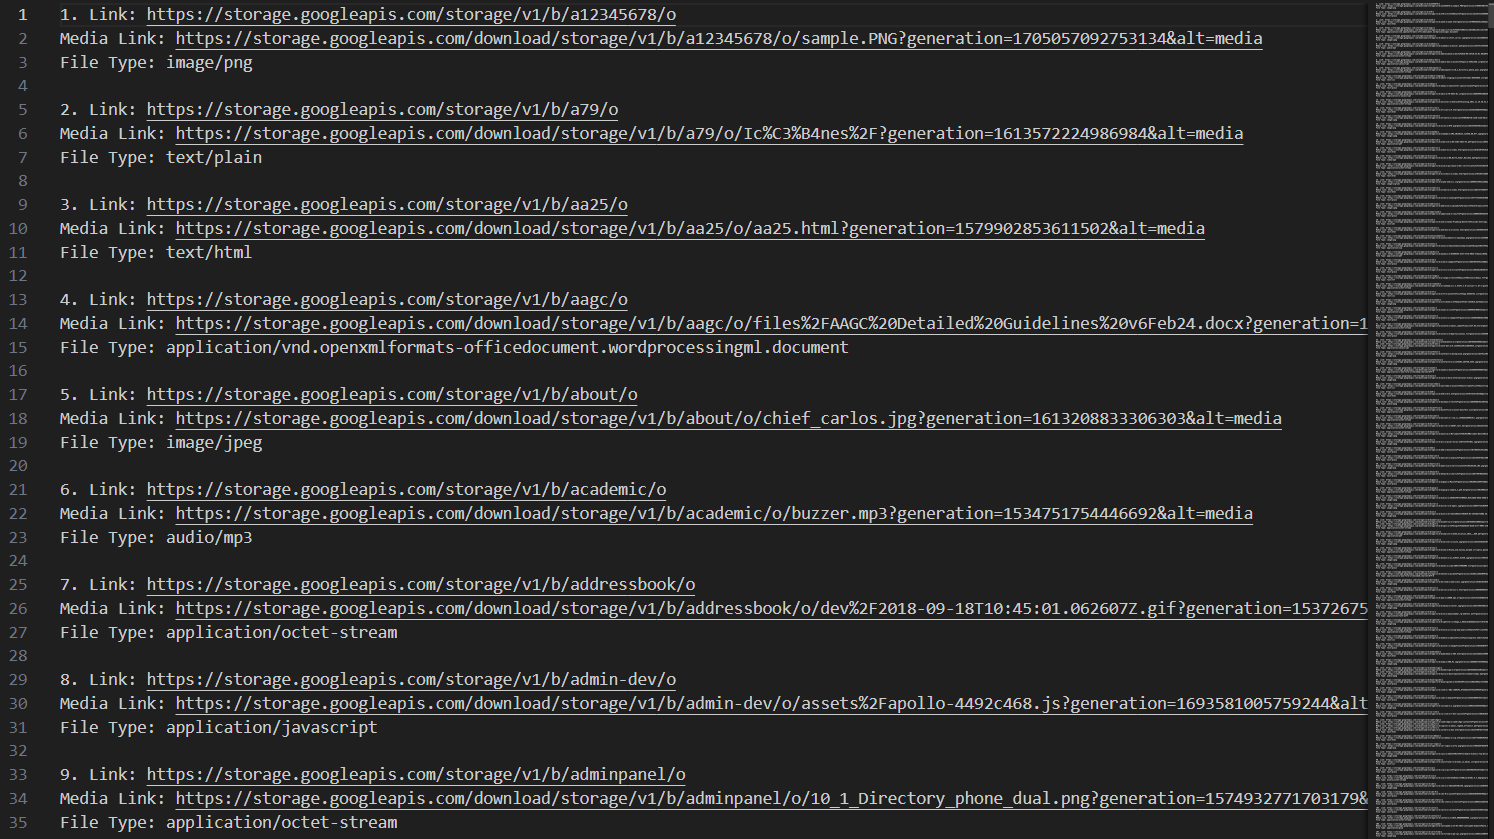 1 1. Link: https://storage.googleapis.com/storage/v1/b/a12345678/o
2 Media Link: https://storage.googleapis.com/download/storage/v1/b/a12345678/o/sample.PNG?generation=1705057092753134&alt=media
3 File Type: image/png
4
5 2. Link: https://storage.googleapis.com/storage/v1/b/a79/o
6 Media Link: https://storage.googleapis.com/download/storage/v1/b/a79/o/Ic%C3%B4nes%2F?generation=1613572224986984&alt=media
7 File Type: text/plain
8
9 3. Link: https://storage.googleapis.com/storage/v1/b/aa25/o
10 Media Link: https://storage.googleapis.com/download/storage/v1/b/aa25/o/aa25.html?generation=1579902853611502&alt=media
11 File Type: text/html
12
13 4. Link: https://storage.googleapis.com/storage/v1/b/aagc/o
14 Media Link: https://storage.googleapis.com/download/storage/v1/b/aagc/o/files%2FAAGC%20Detailed%20Guidelines%20v6Feb24.docx?generation=1
15 File Type: application/vnd.openxmlformats-officedocument.wordprocessingml.document
16
17 5. Link: https://storage.googleapis.com/storage/v1/b/about/o
18 Media Link: https://storage.googleapis.com/download/storage/v1/b/about/o/chief_carlos.jpg?generation=1613208833306303&alt=media
19 File Type: image/jpeg
20
21 6. Link: https://storage.googleapis.com/storage/v1/b/academic/o
22 Media Link: https://storage.googleapis.com/download/storage/v1/b/academic/o/buzzer.mp3?generation=1534751754446692&alt=media
23 File Type: audio/mp3
24
25 7. Link: https://storage.googleapis.com/storage/v1/b/addressbook/o
26 Media Link: https://storage.googleapis.com/download/storage/v1/b/addressbook/o/dev%2F2018-09-18T10:45:01.062607Z.gif?generation=15372675
27 File Type: application/octet-stream
28
29 8. Link: https://storage.googleapis.com/storage/v1/b/admin-dev/o
30 Media Link: https://storage.googleapis.com/download/storage/v1/b/admin-dev/o/assets%2Fapollo-4492c468.js?generation=1693581005759244&alt
31 File Type: application/javascript
32
33 9. Link: https://storage.googleapis.com/storage/v1/b/adminpanel/o
34 Media Link: https://storage.googleapis.com/download/storage/v1/b/adminpanel/o/10_1_Directory_phone_dual.png?generation=1574932771703179&
35 File Type: application/octet-stream